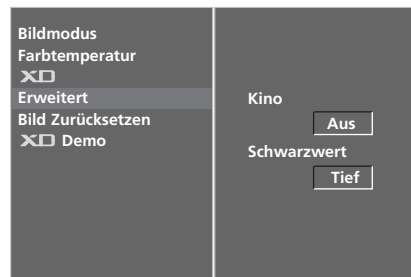 Bildmodus
Farbtemperatur
XD
Erweitert
Bild Zurücksetzen
XD Demo
Kino
Aus
Schwarzwert
Tief